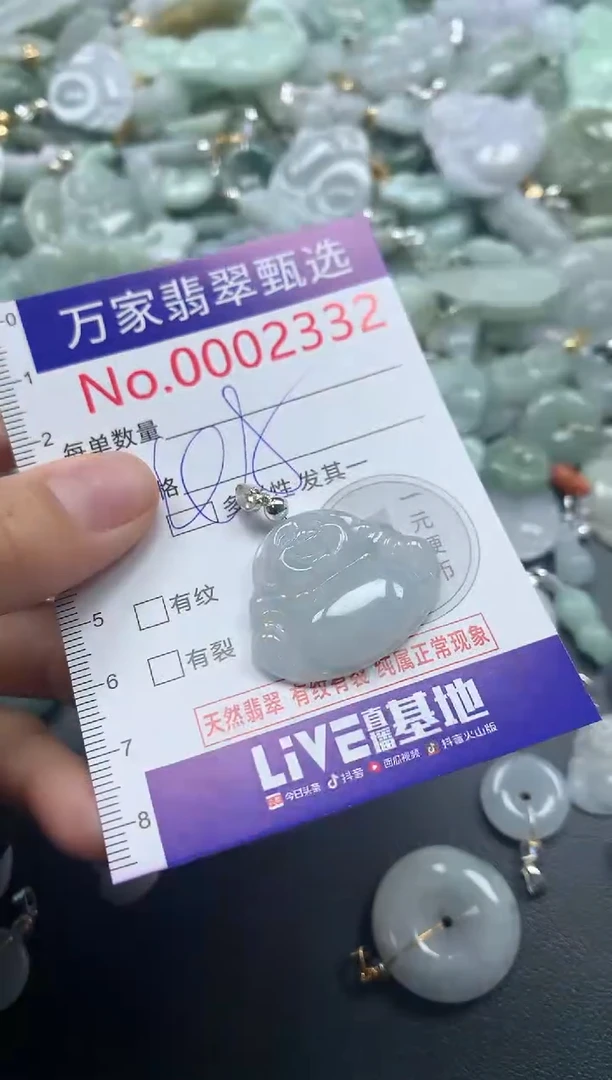 万家翡翠甄选
No.0002332
每单数量
格
多 性 发其一
一元硬币
有纹
有裂
天然翡翠 有纹有裂 纯属正常现象
LiVE直播基地
今日头条 抖音 西瓜视频 抖音火山版
0
1
2
5
6
7
8